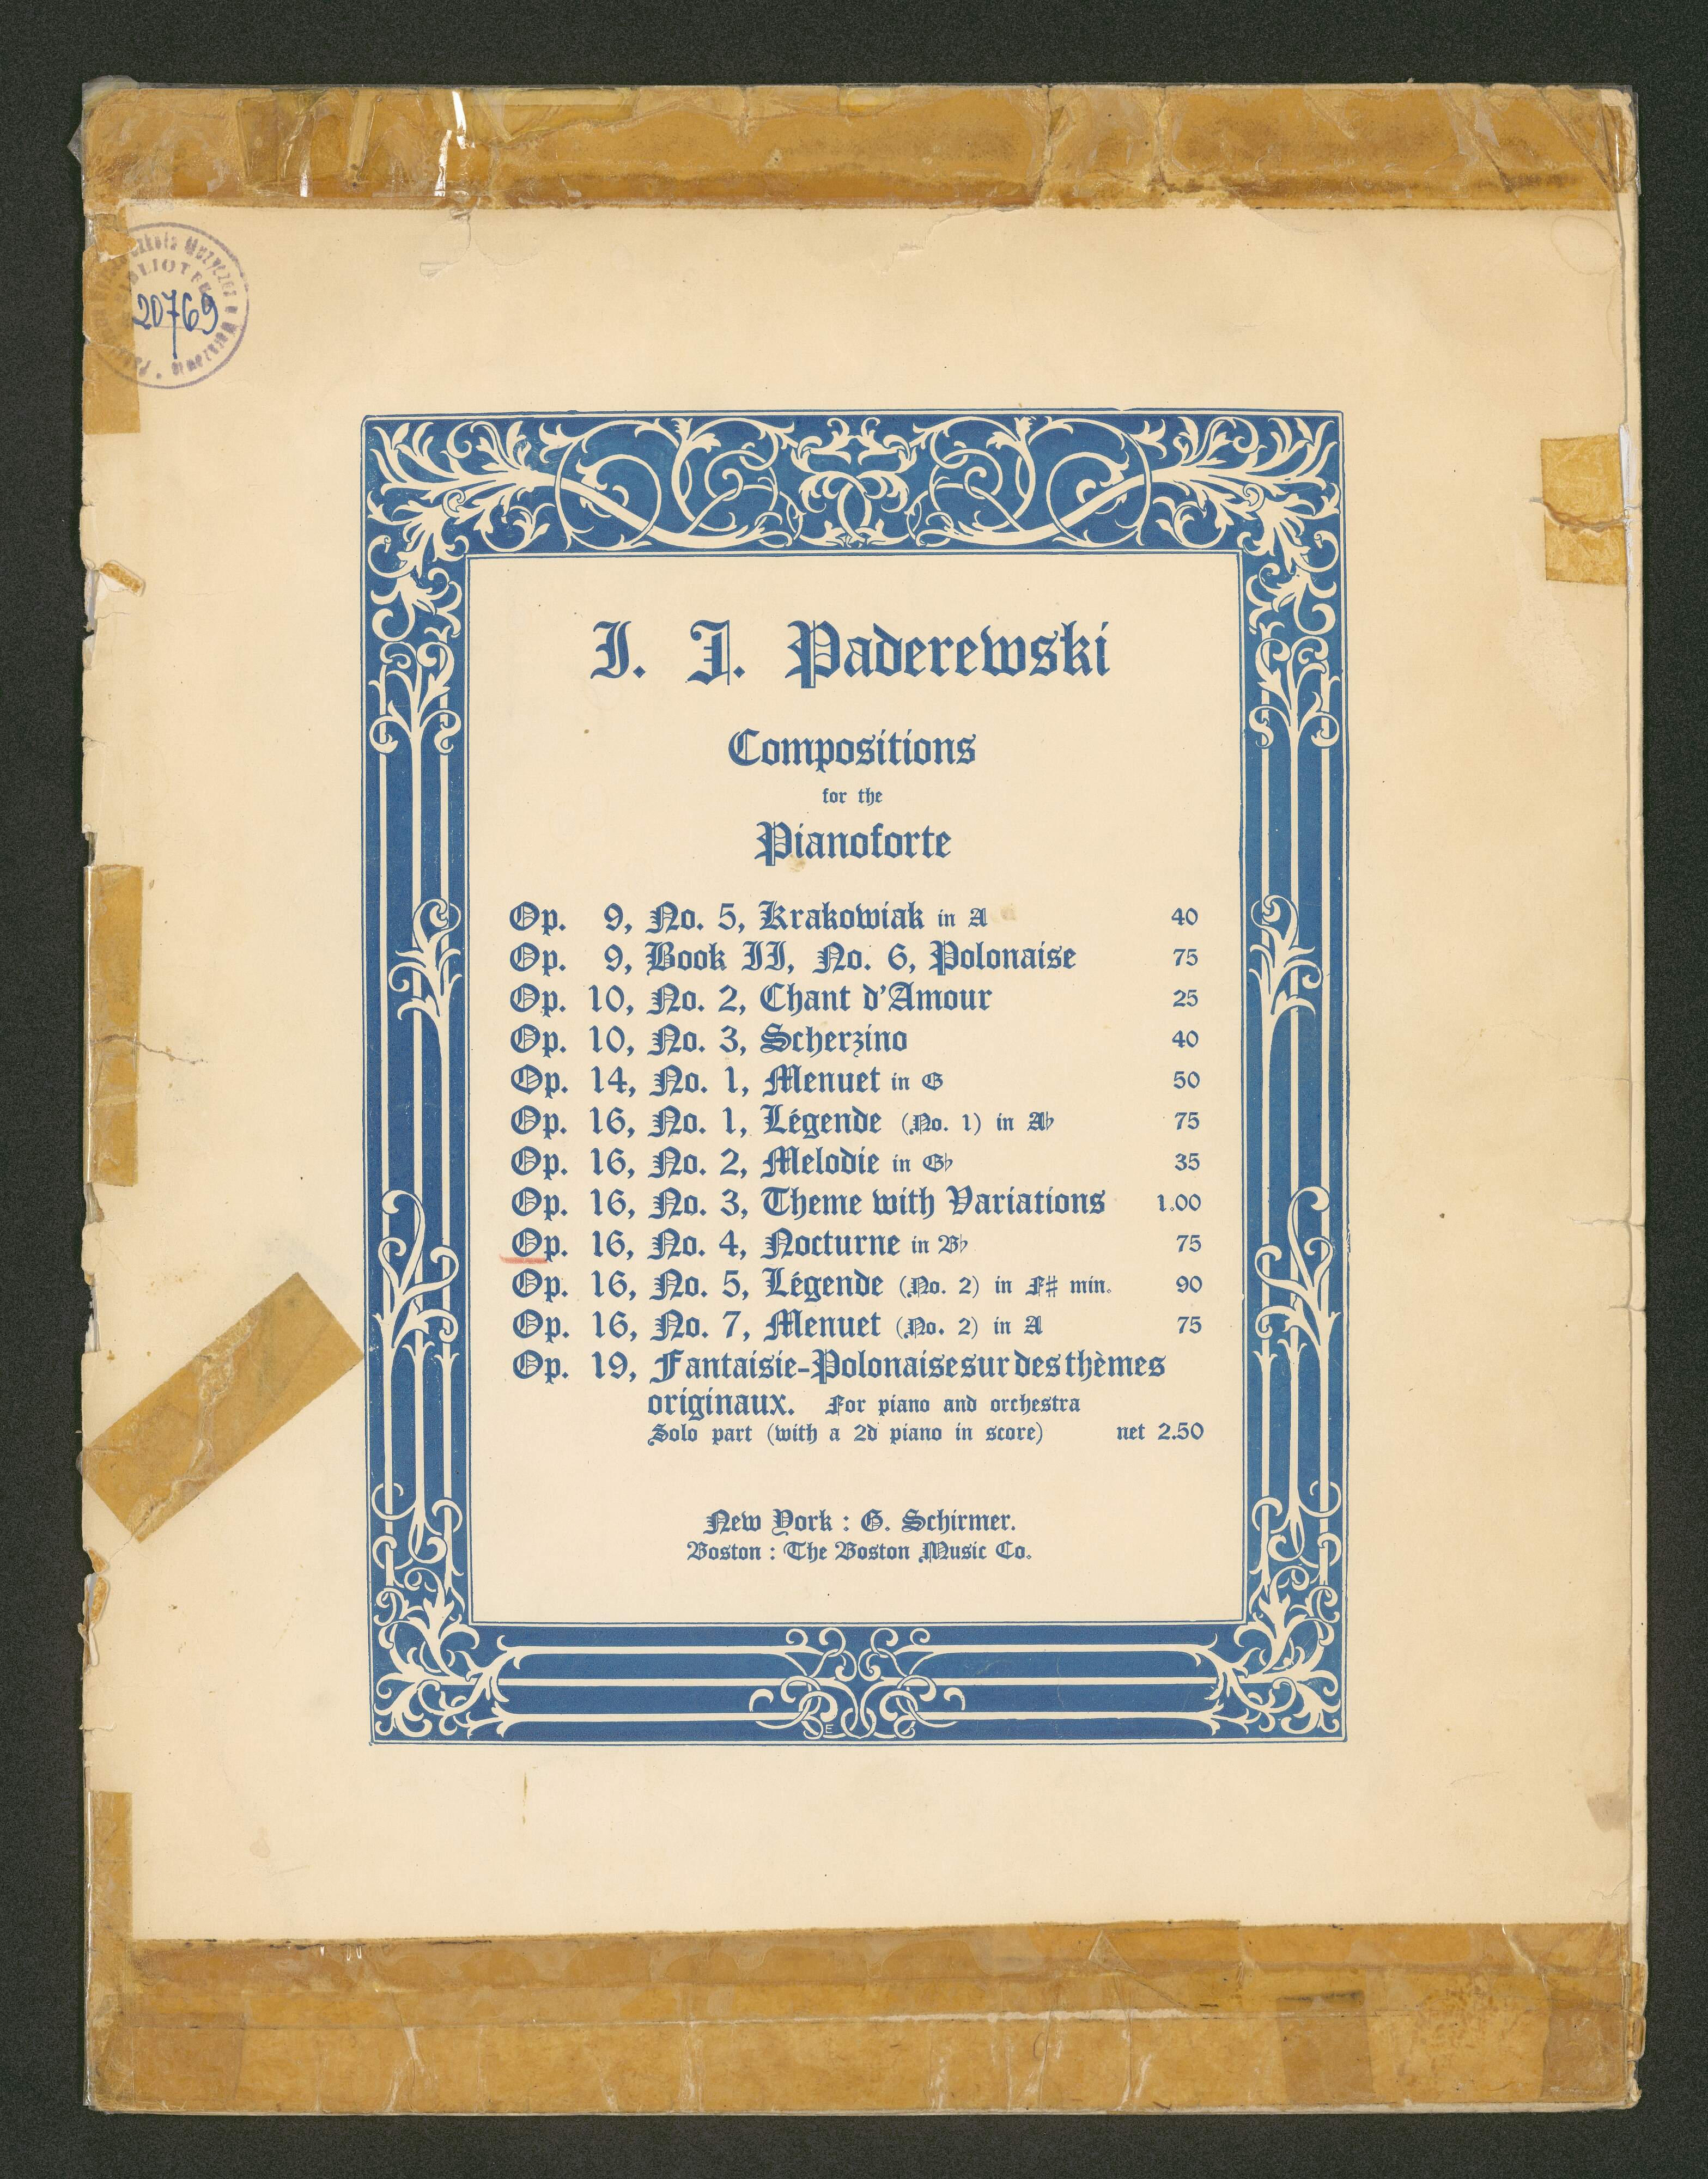 Szkoła Muzyczna w Warszawie
BIBLIOTEKA
20769
I. J. Paderewski
Compositions
for the
Pianoforte
Op. 9, No. 5, Krakowiak in A 40
Op. 9, Book II, No. 6, Polonaise 75
Op. 10, No. 2, Chant d'Amour 25
Op. 10, No. 3, Scherzino 40
Op. 14, No. 1, Menuet in G 50
Op. 16, No. 1, Légende (No. 1) in A♭ 75
Op. 16, No. 2, Melodie in G♭ 35
Op. 16, No. 3, Theme with Variations 1.00
Op. 16, No. 4, Nocturne in B♭ 75
Op. 16, No. 5, Légende (No. 2) in F♯ min. 90
Op. 16, No. 7, Menuet (No. 2) in A 75
Op. 19, Fantaisie-Polonaise sur des thèmes
originaux. For piano and orchestra
Solo part (with a 2d piano in score) net 2.50
New York : G. Schirmer.
Boston : The Boston Music Co.